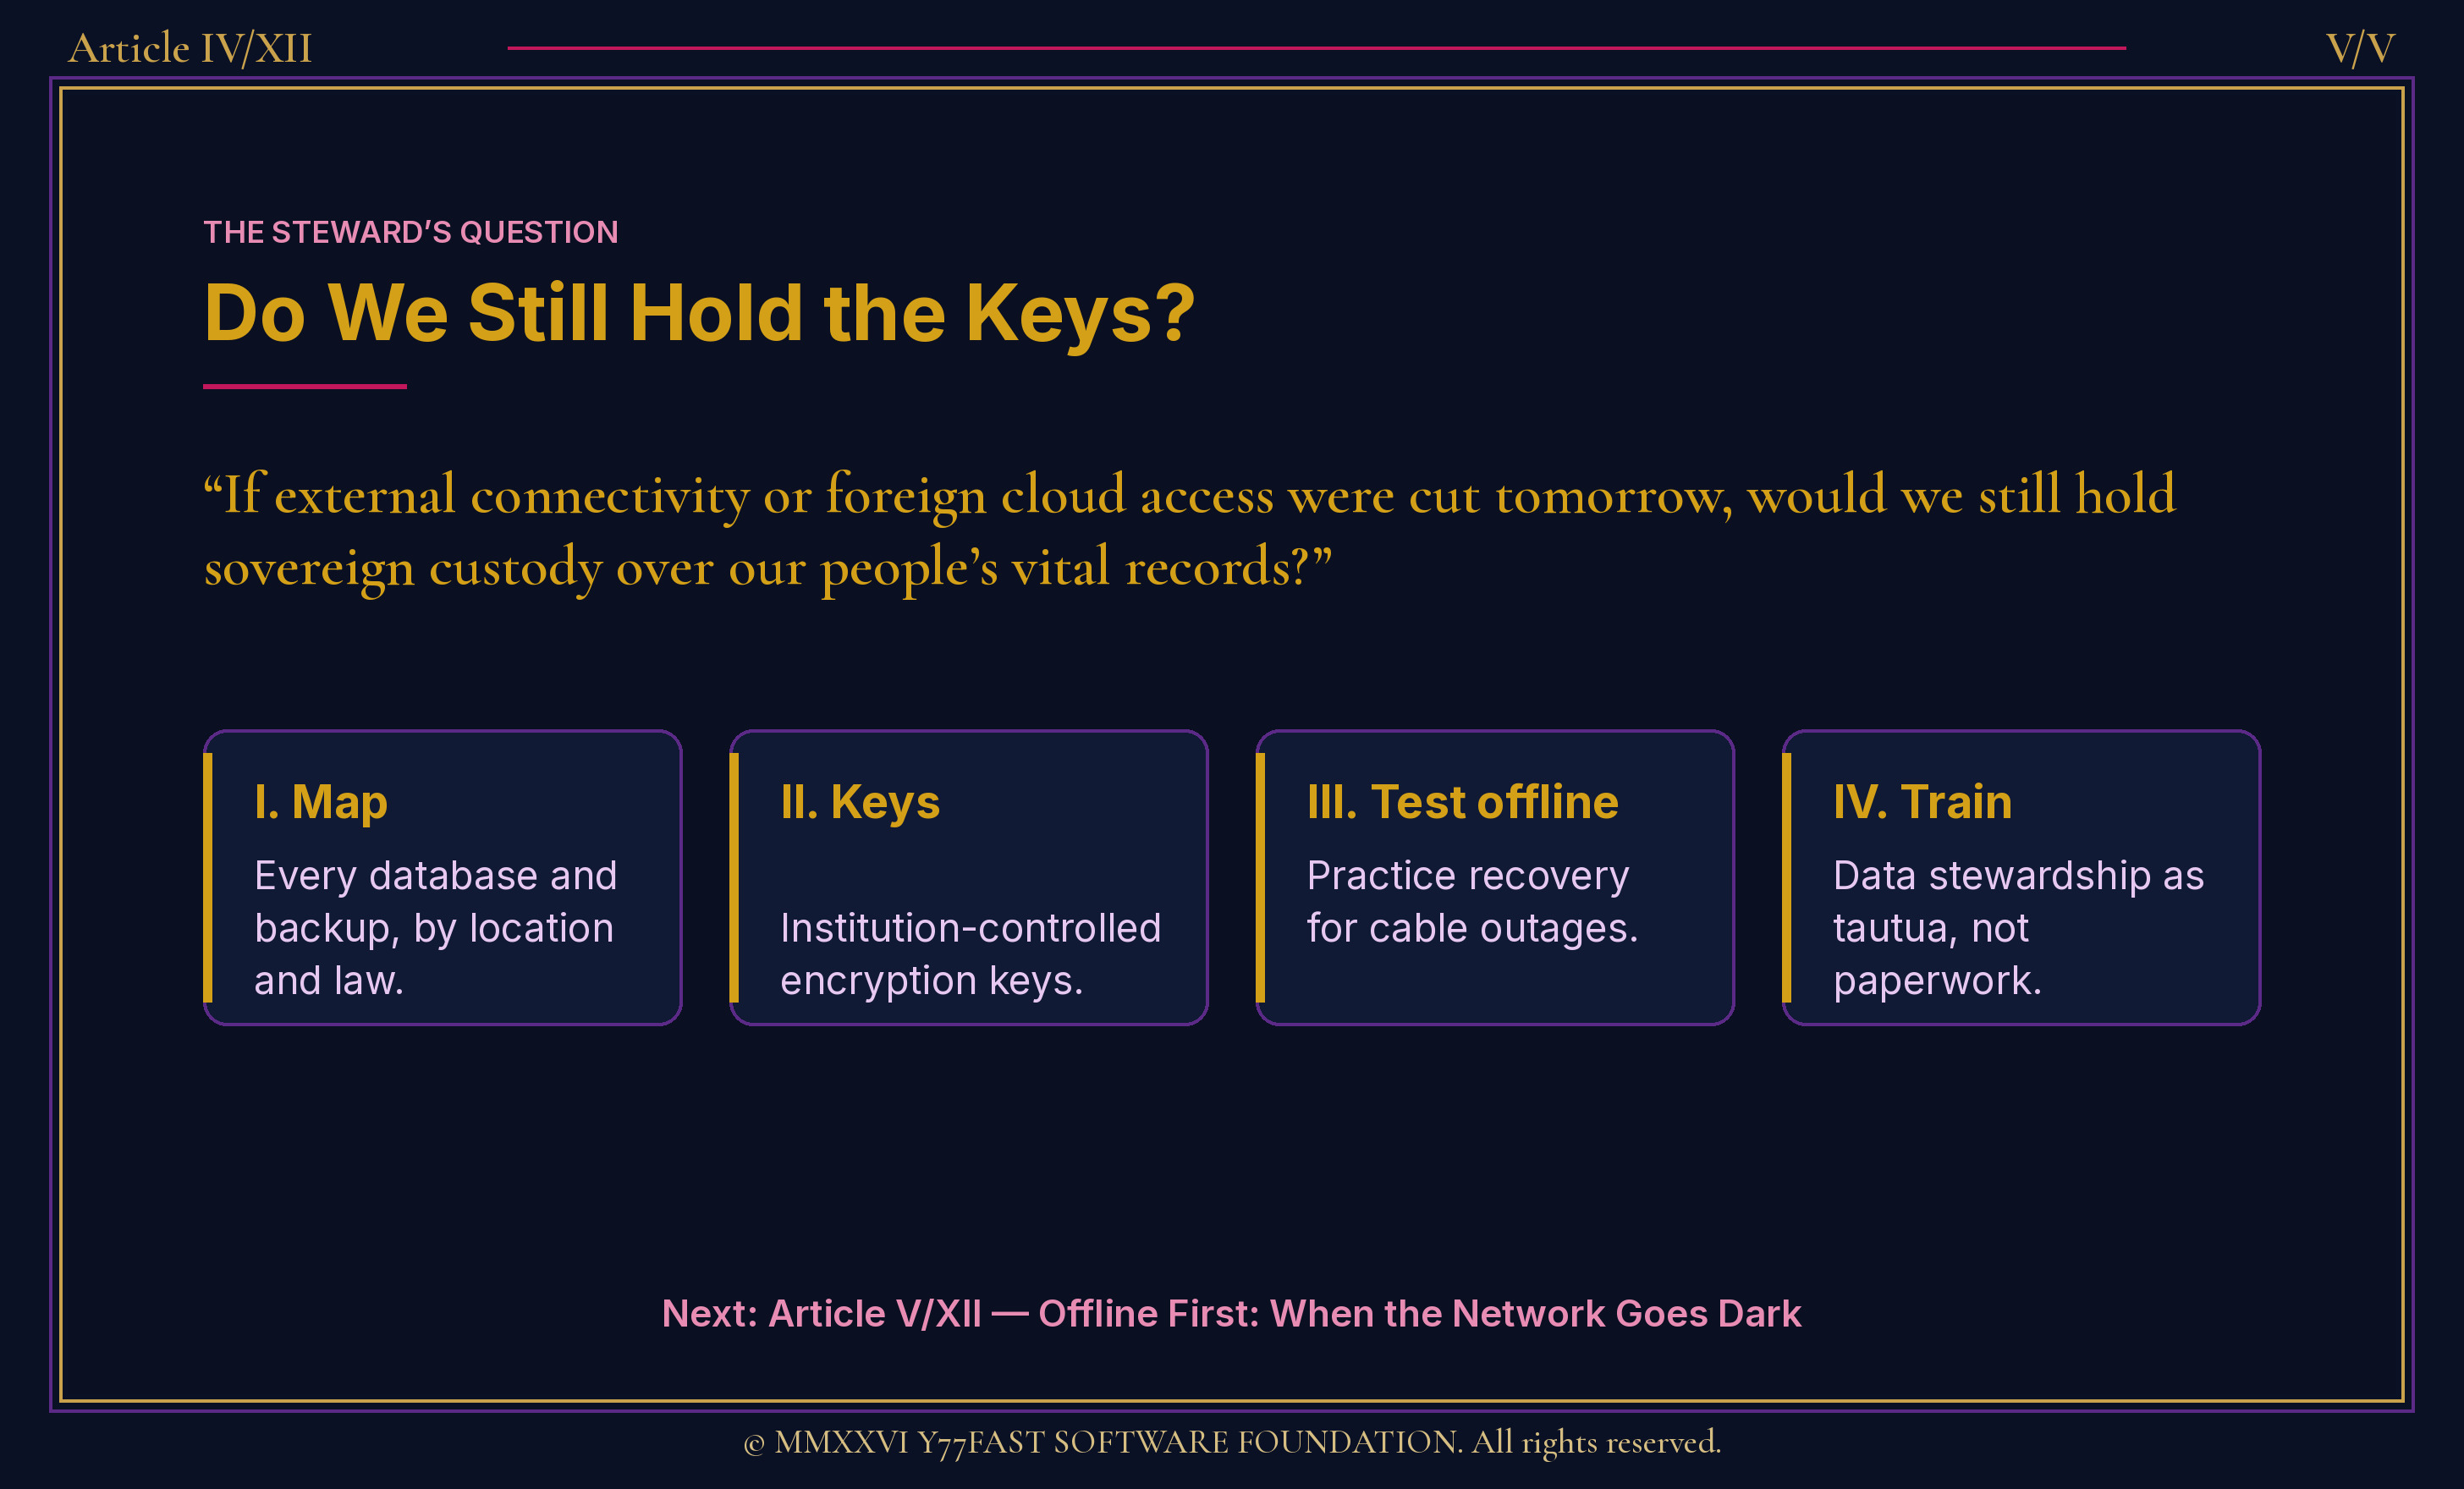 Article IV/XII
V/V
THE STEWARD’S QUESTION
Do We Still Hold the Keys?
“If external connectivity or foreign cloud access were cut tomorrow, would we still hold
sovereign custody over our people’s vital records?”
I. Map
Every database and
backup, by location
and law.
II. Keys
Institution-controlled
encryption keys.
III. Test offline
Practice recovery
for cable outages.
IV. Train
Data stewardship as
tautua, not
paperwork.
Next: Article V/XII — Offline First: When the Network Goes Dark
© MMXXVI Y77FAST SOFTWARE FOUNDATION. All rights reserved.